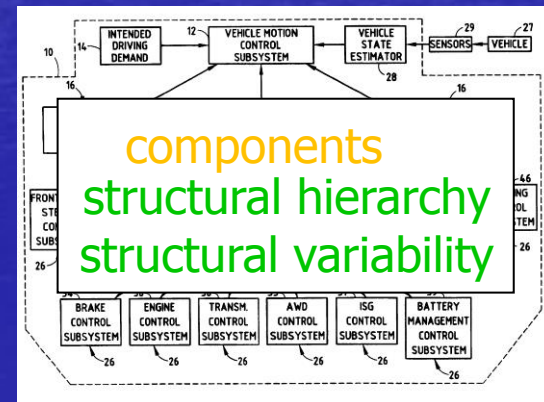 INTENDED
DRIVING
DEMAND
14
12
VEHICLE MOTION
CONTROL
SUBSYSTEM
VEHICLE
STATE
ESTIMATOR
28
29
SENSORS
27
VEHICLE
10
16
16
components
structural hierarchy
structural variability
FRONT
26
46
26
BRAKE
CONTROL
SUBSYSTEM
26
ENGINE
CONTROL
SUBSYSTEM
26
TRANSM.
CONTROL
SUBSYSTEM
26
AWD
CONTROL
SUBSYSTEM
26
ISG
CONTROL
SUBSYSTEM
26
BATTERY
MANAGEMENT
CONTROL
SUBSYSTEM
26